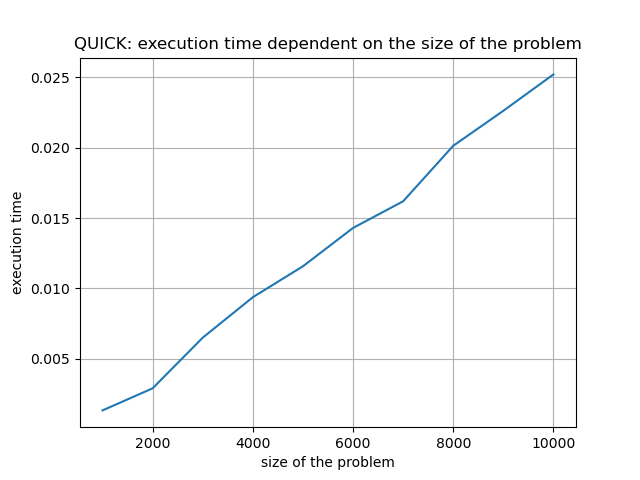 QUICK: execution time dependent on the size of the problem
0.025
0.020
0.015
0.010
0.005
execution time
2000 4000 6000 8000 10000
size of the problem